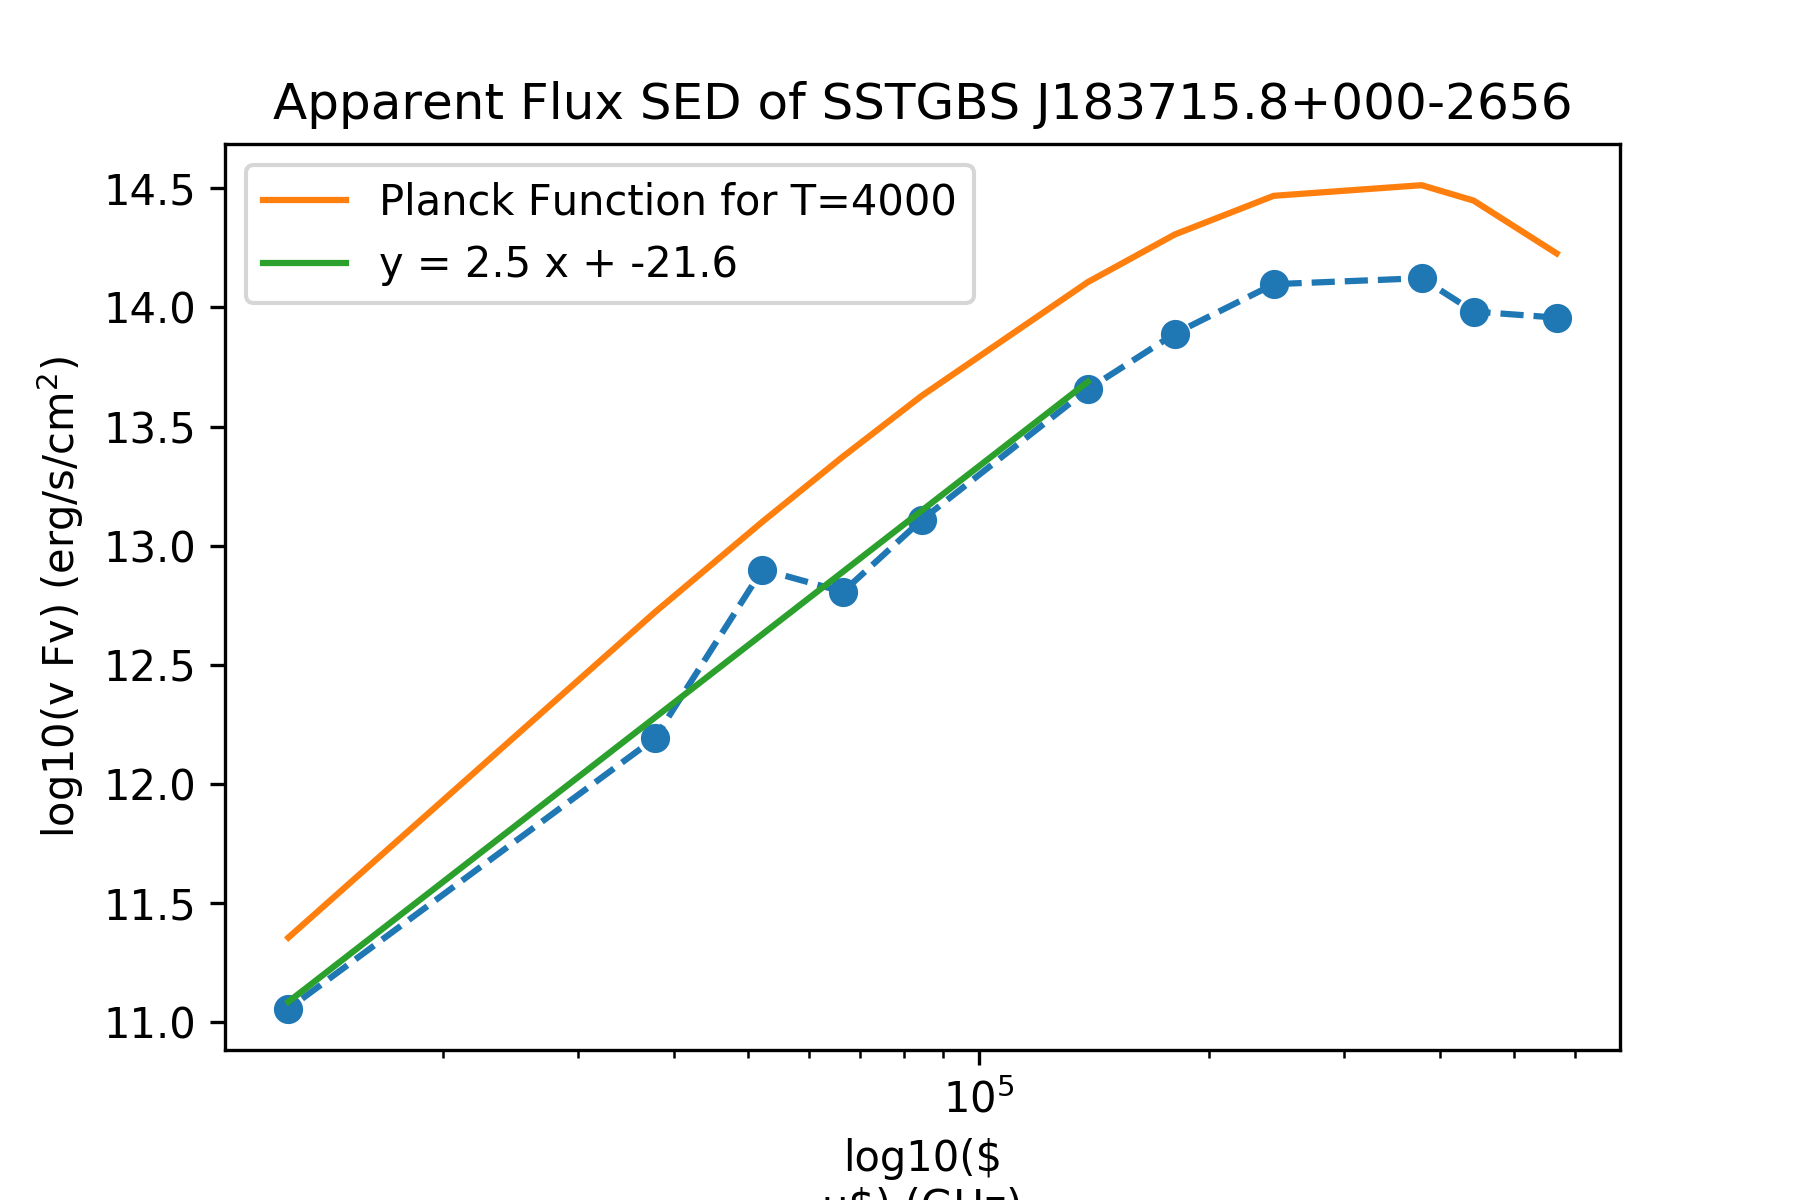 Apparent Flux SED of SSTGBS J183715.8+000-2656
Planck Function for T=4000
y = 2.5 x + -21.6
log10(v Fv) (erg/s/cm²)
14.5
14.0
13.5
13.0
12.5
12.0
11.5
11.0
10⁵
log10($
u$) (GHz)